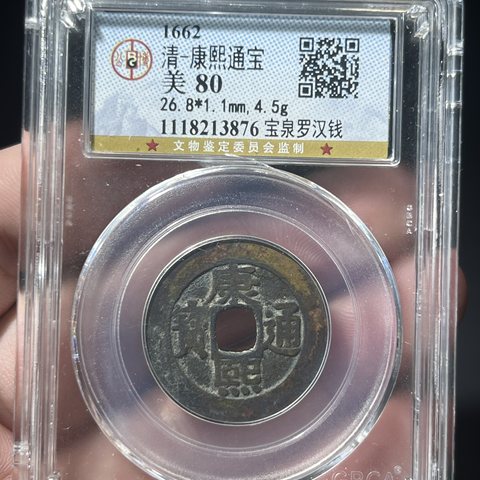 1662
清-康熙通宝
美 80
26.8*1.1mm, 4.5g
1118213876 宝泉罗汉钱
★ 文物鉴定委员会监制 ★
康
寶 通
熙